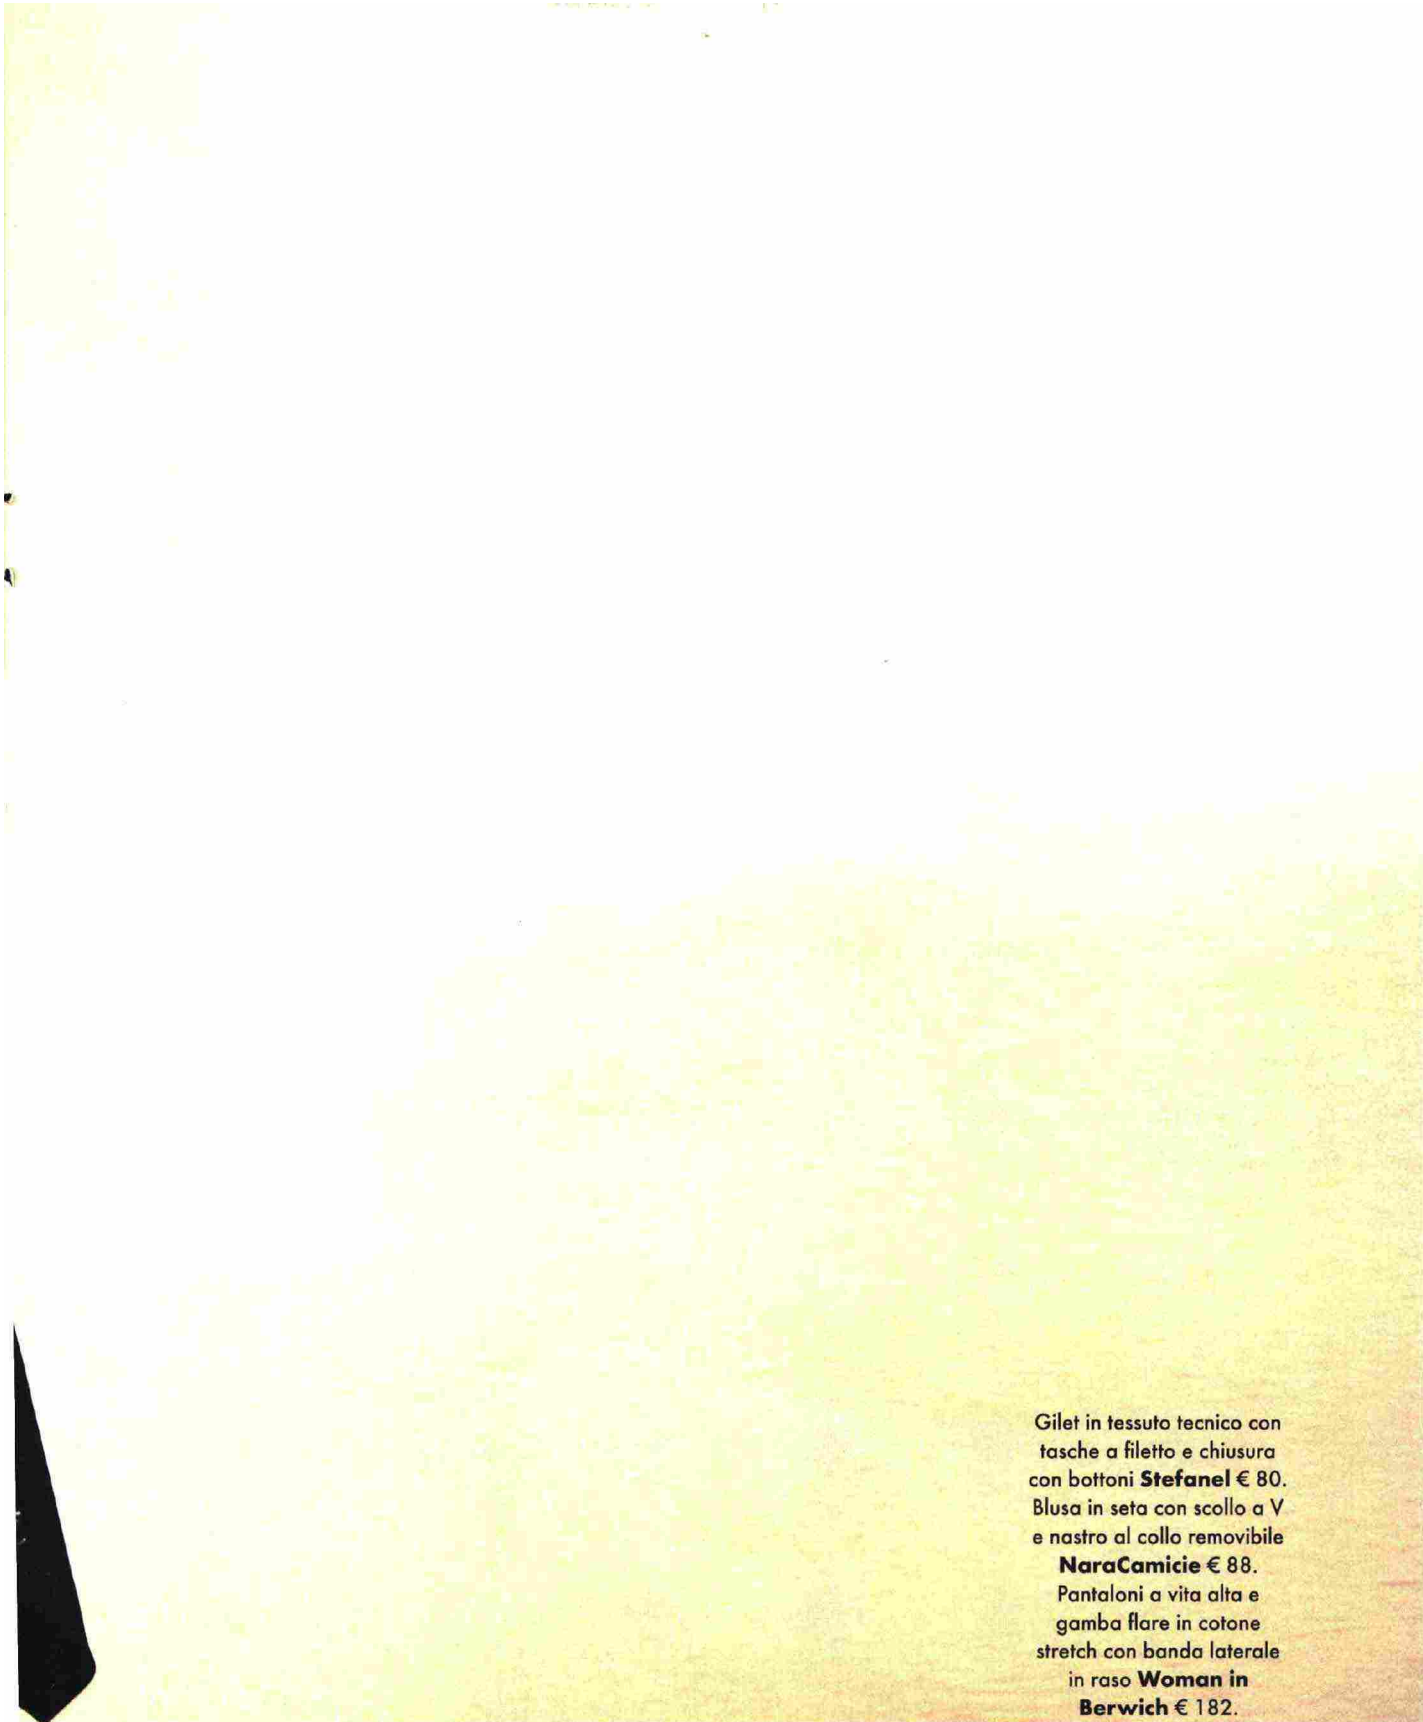 Gilet in tessuto tecnico con
tasche a filetto e chiusura
con bottoni Stefanel € 80.
Blusa in seta con scollo a V
e nastro al collo removibile
NaraCamicie € 88.
Pantaloni a vita alta e
gamba flare in cotone
stretch con banda laterale
in raso Woman in
Berwich € 182.